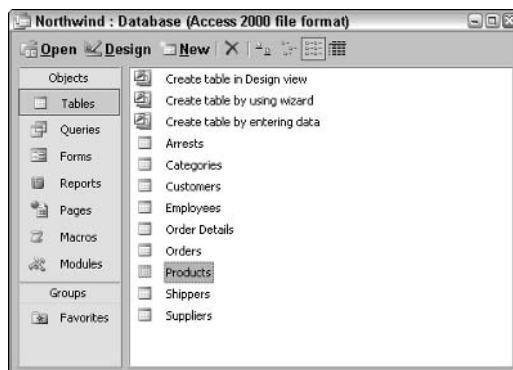 Northwind : Database (Access 2000 file format)
Open Design New
Objects
Tables
Queries
Forms
Reports
Pages
Macros
Modules
Groups
Favorites
Create table in Design view
Create table by using wizard
Create table by entering data
Arrests
Categories
Customers
Employees
Order Details
Orders
Products
Shippers
Suppliers